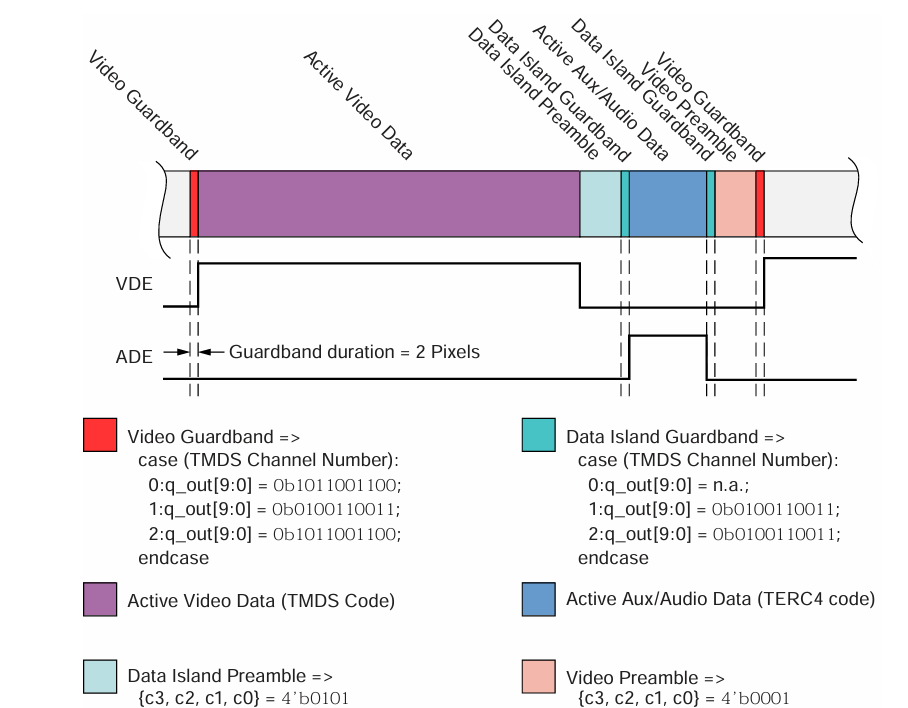 Video Guardband
Active Video Data
Data Island Preamble
Data Island Guardband
Active Aux/Audio Data
Data Island Guardband
Video Preamble
Video Guardband
VDE
ADE
Guardband duration = 2 Pixels
Video Guardband =>
case (TMDS Channel Number):
0:q_out[9:0] = 0b1011001100;
1:q_out[9:0] = 0b0100110011;
2:q_out[9:0] = 0b1011001100;
endcase
Data Island Guardband =>
case (TMDS Channel Number):
0:q_out[9:0] = n.a.;
1:q_out[9:0] = 0b0100110011;
2:q_out[9:0] = 0b0100110011;
endcase
Active Video Data (TMDS Code)
Active Aux/Audio Data (TERC4 code)
Data Island Preamble =>
{c3, c2, c1, c0} = 4'b0101
Video Preamble =>
{c3, c2, c1, c0} = 4'b0001